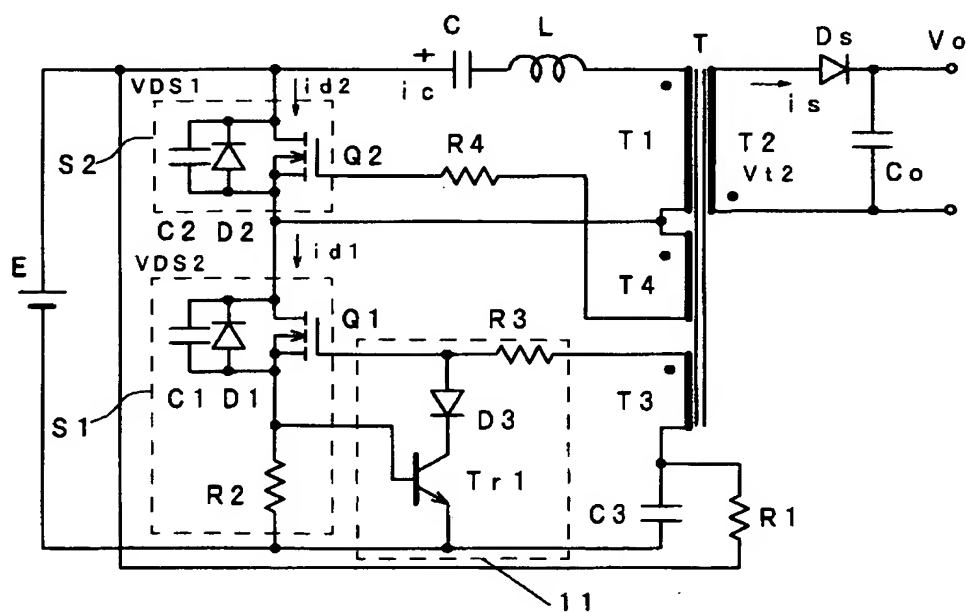 C L T Ds Vo
+
ic
is
VDS1
id2
S2
Q2
R4
T1
T2
Vt2
Co
C2 D2
id1
VDS2
E
T4
Q1
R3
C1 D1
S1
D3
T3
Tr1
R2
C3
R1
11